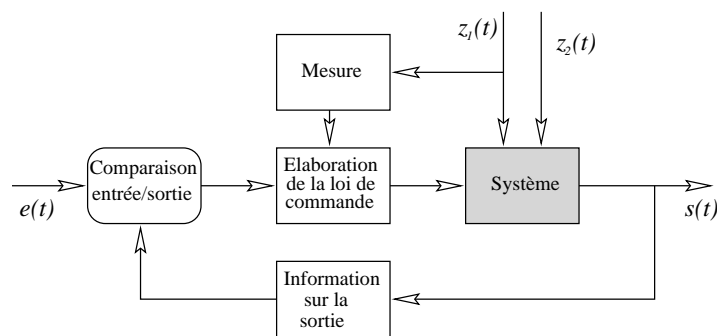 z₁(t)
z₂(t)
Mesure
Comparaison
entrée/sortie
Elaboration
de la loi de
commande
Système
e(t)
s(t)
Information
sur la
sortie